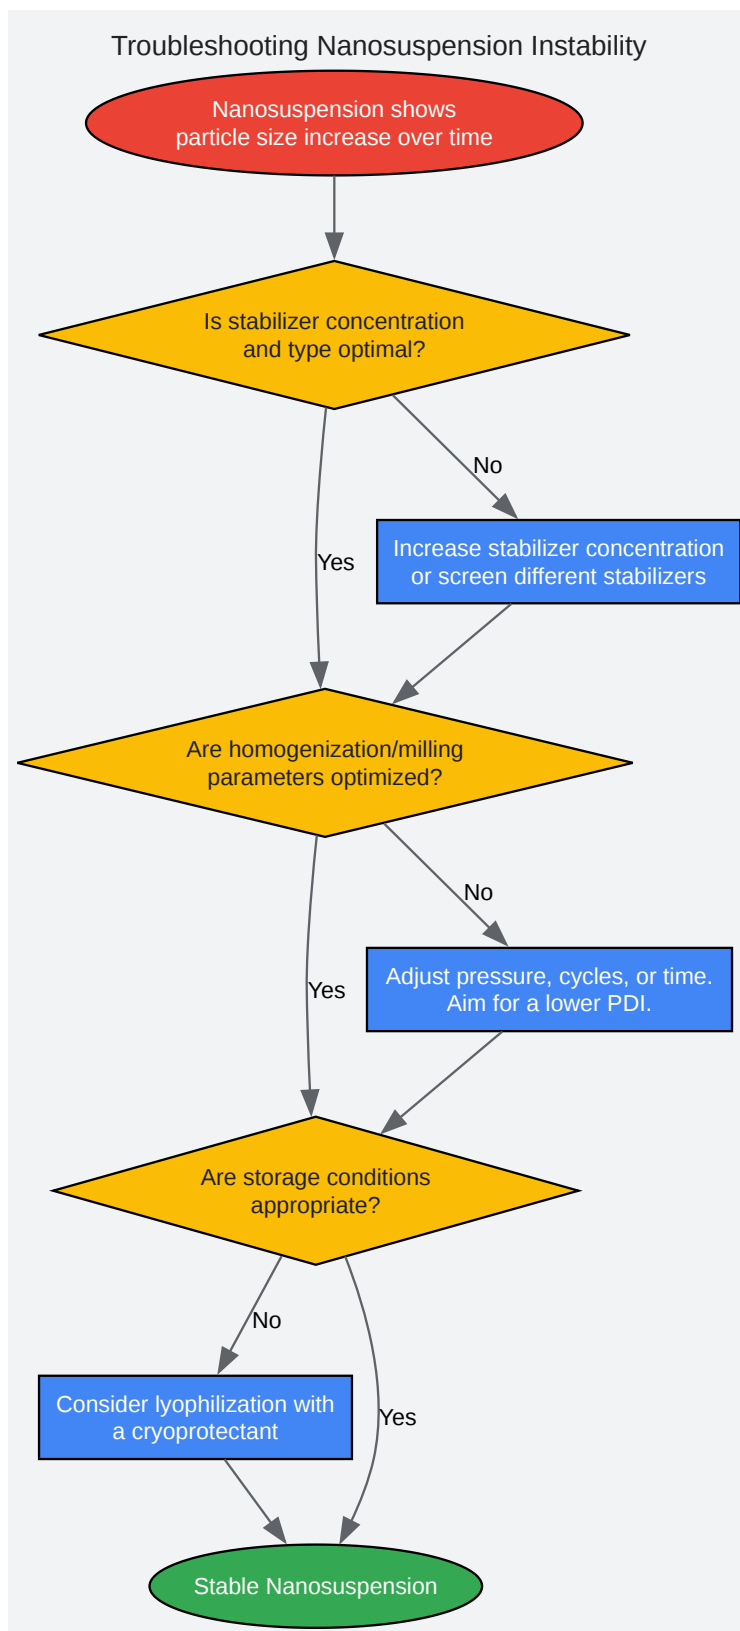 Troubleshooting Nanosuspension Instability
Nanosuspension shows
particle size increase over time
Is stabilizer concentration
and type optimal?
No
Increase stabilizer concentration
or screen different stabilizers
Yes
Are homogenization/milling
parameters optimized?
No
Adjust pressure, cycles, or time.
Aim for a lower PDI.
Yes
Are storage conditions
appropriate?
No
Consider lyophilization with
a cryoprotectant
Yes
Stable Nanosuspension